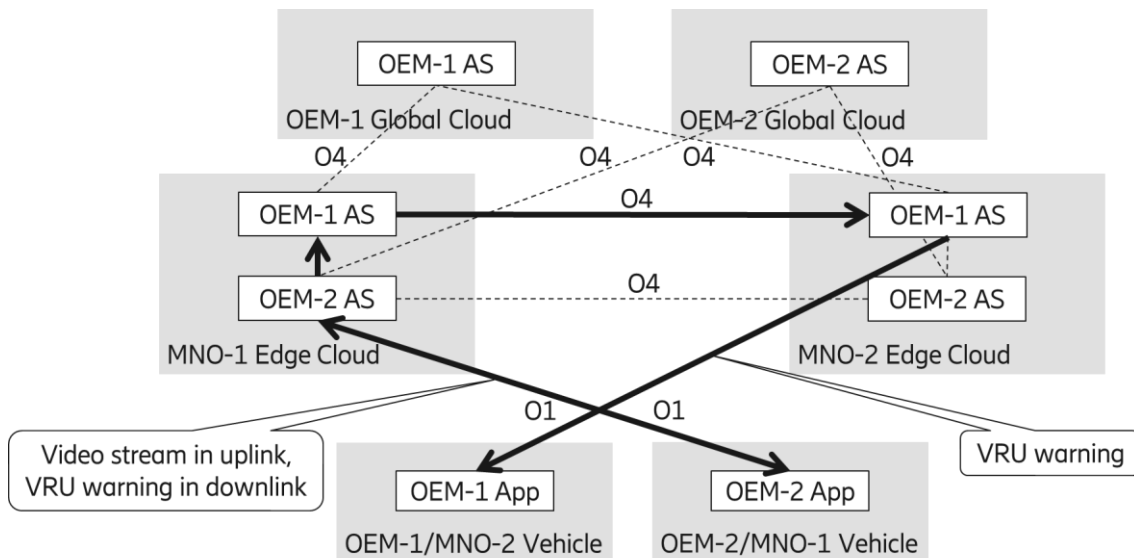 OEM-1 AS
OEM-2 AS
OEM-1 Global Cloud
OEM-2 Global Cloud
O4
O4
O4
O4
OEM-1 AS
O4
OEM-1 AS
OEM-2 AS
O4
OEM-2 AS
MNO-1 Edge Cloud
MNO-2 Edge Cloud
O1
O1
Video stream in uplink,
VRU warning in downlink
VRU warning
OEM-1 App
OEM-2 App
OEM-1/MNO-2 Vehicle
OEM-2/MNO-1 Vehicle